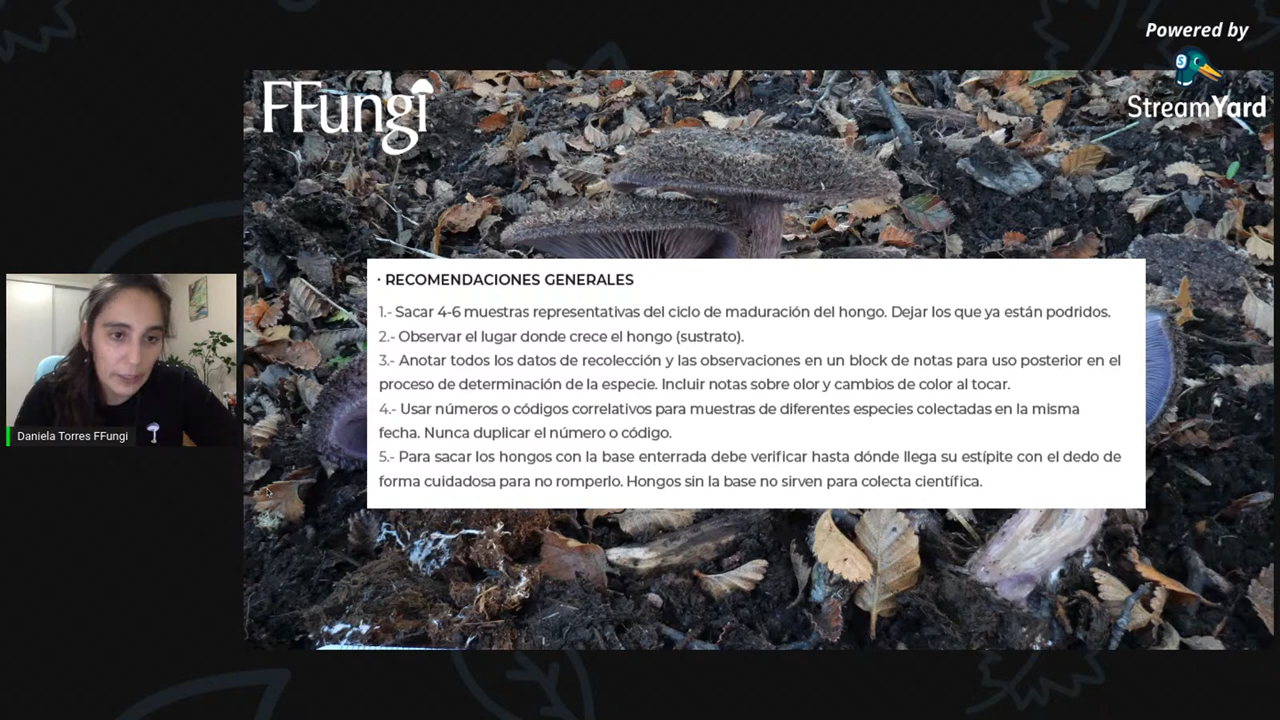 Powered by
StreamYard
FFungi
· RECOMENDACIONES GENERALES
1.- Sacar 4-6 muestras representativas del ciclo de maduración del hongo. Dejar los que ya están podridos.
2.- Observar el lugar donde crece el hongo (sustrato).
3.- Anotar todos los datos de recolección y las observaciones en un block de notas para uso posterior en el
proceso de determinación de la especie. Incluir notas sobre olor y cambios de color al tocar.
4.- Usar números o códigos correlativos para muestras de diferentes especies colectadas en la misma
fecha. Nunca duplicar el número o código.
5.- Para sacar los hongos con la base enterrada debe verificar hasta dónde llega su estípite con el dedo de
forma cuidadosa para no romperlo. Hongos sin la base no sirven para colecta científica.
Daniela Torres FFungi